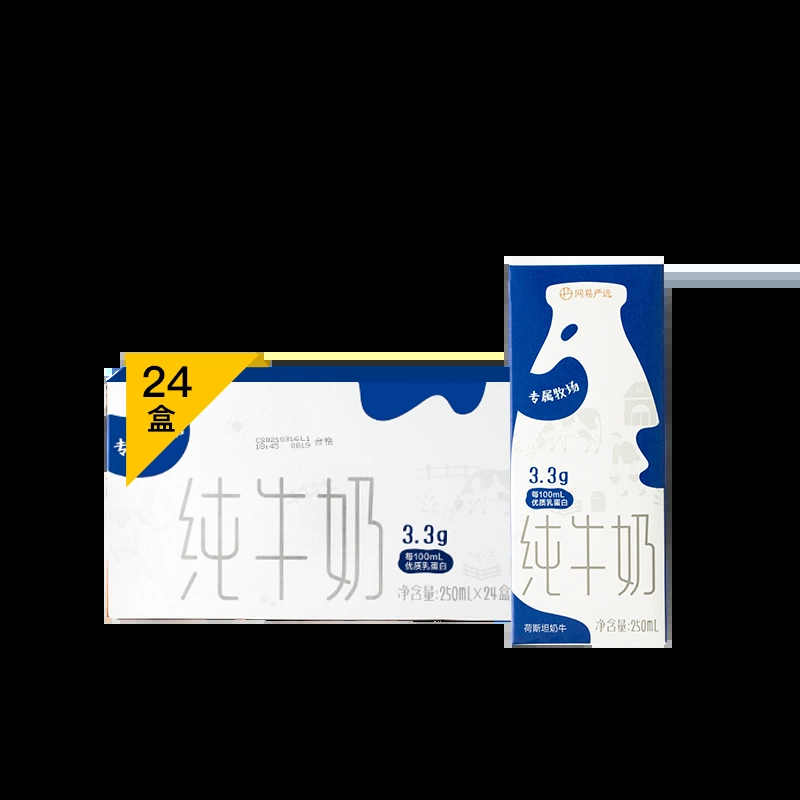 24
盒
专
C20210316L1
18:45 0819 合格
纯牛奶
3.3g
每100mL
优质乳蛋白
净含量:250mL×24盒
网易严选
专属牧场
3.3g
每100mL
优质乳蛋白
纯牛奶
荷斯坦奶牛
净含量:250mL